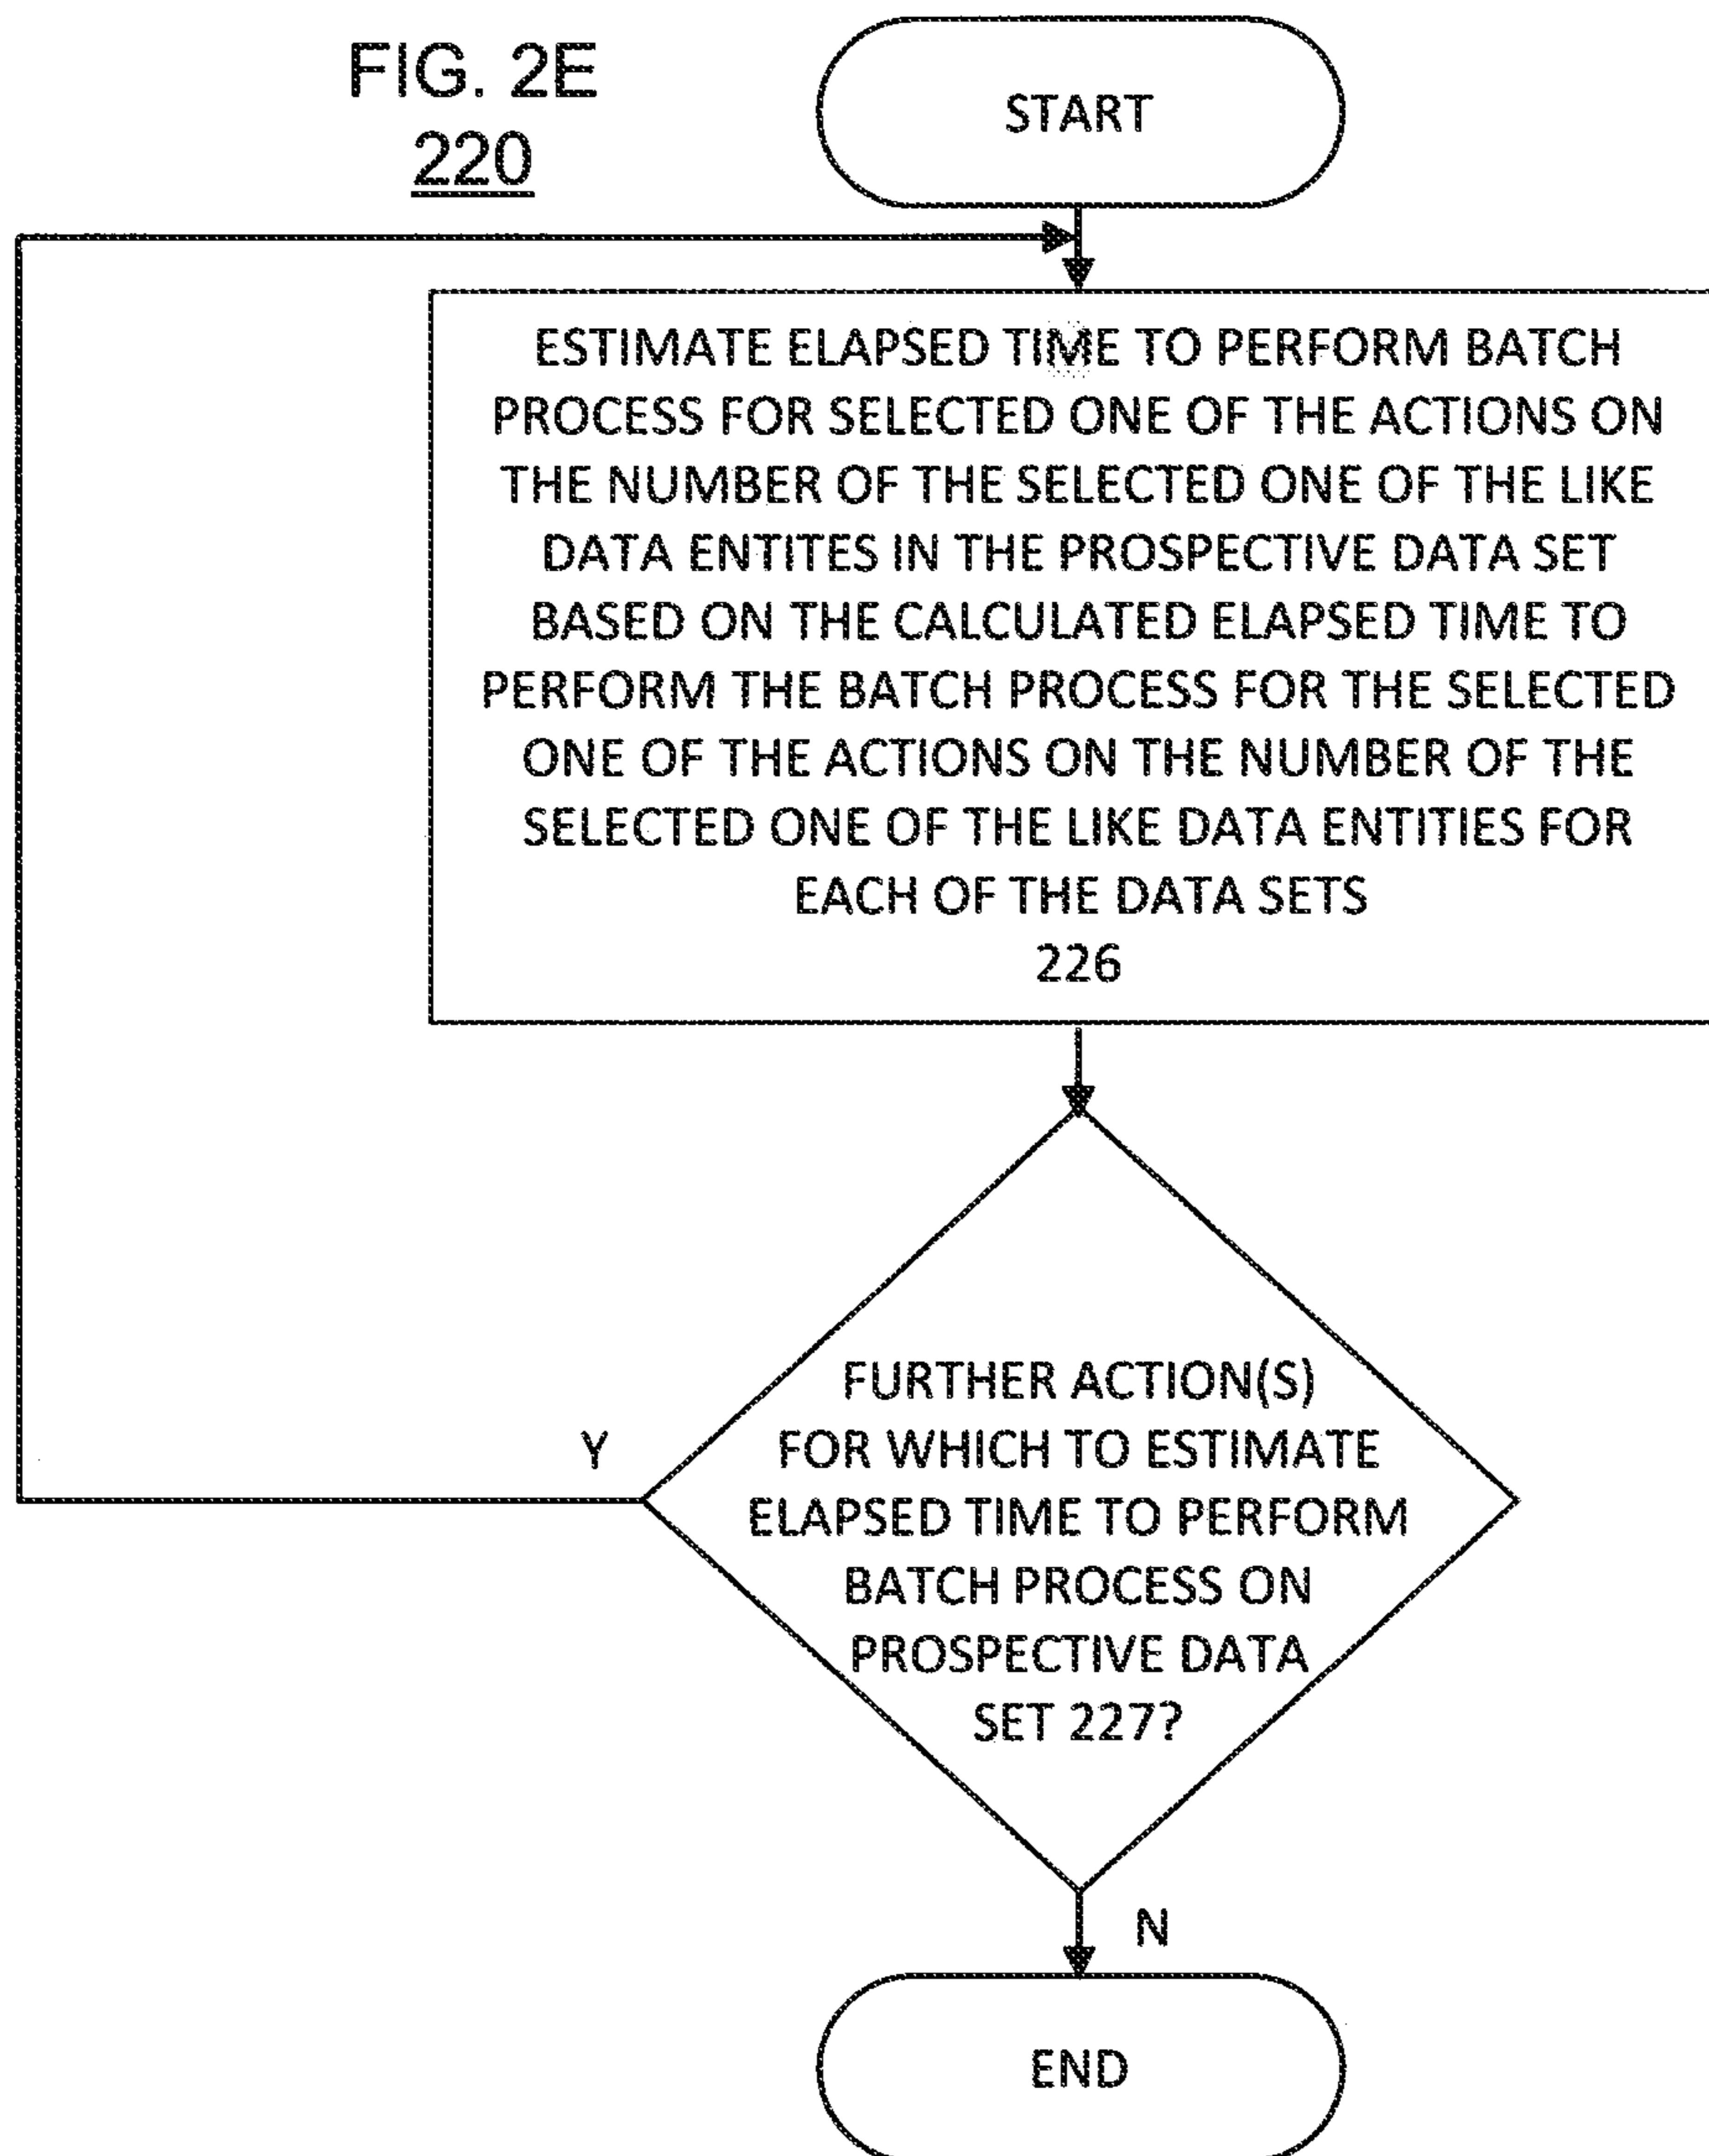 FIG. 2E
220
START
ESTIMATE ELAPSED TIME TO PERFORM BATCH
PROCESS FOR SELECTED ONE OF THE ACTIONS ON
THE NUMBER OF THE SELECTED ONE OF THE LIKE
DATA ENTITES IN THE PROSPECTIVE DATA SET
BASED ON THE CALCULATED ELAPSED TIME TO
PERFORM THE BATCH PROCESS FOR THE SELECTED
ONE OF THE ACTIONS ON THE NUMBER OF THE
SELECTED ONE OF THE LIKE DATA ENTITIES FOR
EACH OF THE DATA SETS
226
FURTHER ACTION(S)
FOR WHICH TO ESTIMATE
ELAPSED TIME TO PERFORM
BATCH PROCESS ON
PROSPECTIVE DATA
SET 227?
Y
N
END